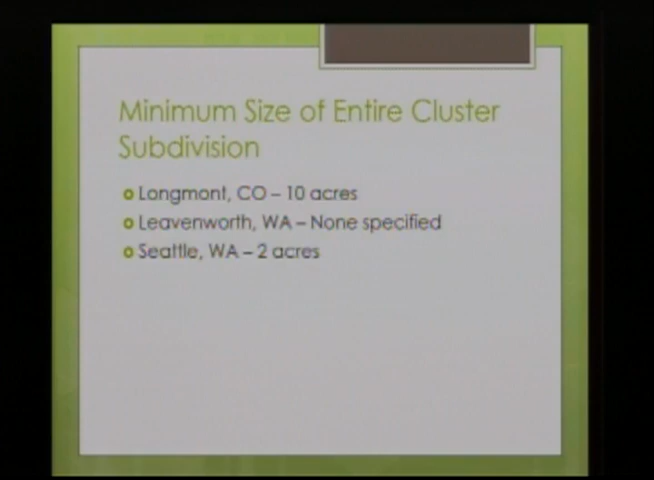 Minimum Size of Entire Cluster
Subdivision
Longmont, CO – 10 acres
Leavenworth, WA – None specified
Seattle, WA – 2 acres